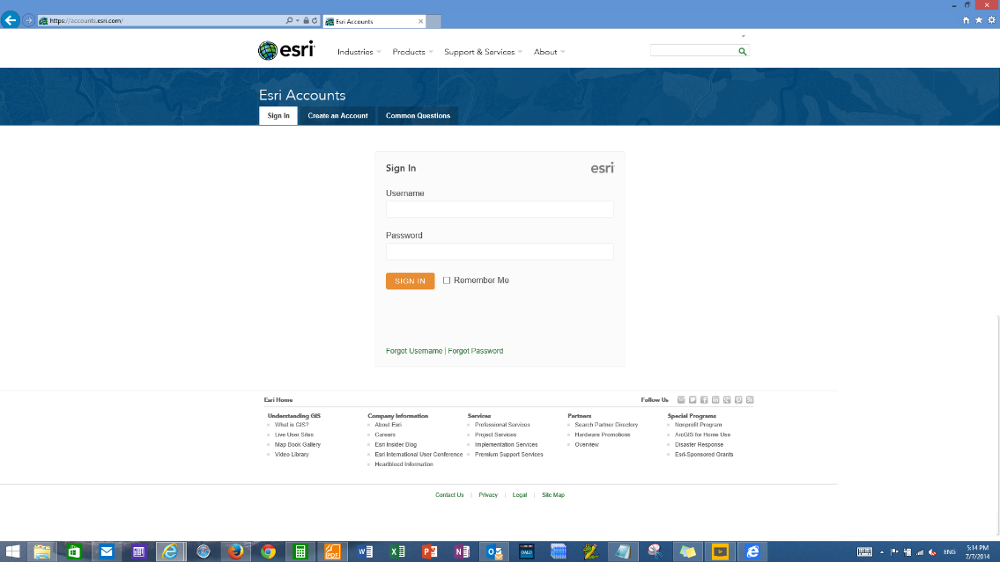 https://accounts.esri.com/
Esri Accounts
esri
Industries
Products
Support & Services
About
Esri Accounts
Sign In
Create an Account
Common Questions
Sign In
esri
Username
Password
SIGN IN
Remember Me
Forgot Username | Forgot Password
Esri Home
Follow Us
Understanding GIS
What is GIS?
Live User Sites
Map Book Gallery
Video Library
Company Information
About Esri
Careers
Esri Insider Blog
Esri International User Conference
Heartbleed Information
Services
Professional Services
Project Services
Implementation Services
Premium Support Services
Partners
Search Partner Directory
Hardware Promotions
Overview
Special Programs
Nonprofit Program
ArcGIS for Home Use
Disaster Response
Esri-Sponsored Grants
Contact Us | Privacy | Legal | Site Map
PDF
ENG
5:14 PM
7/7/2014